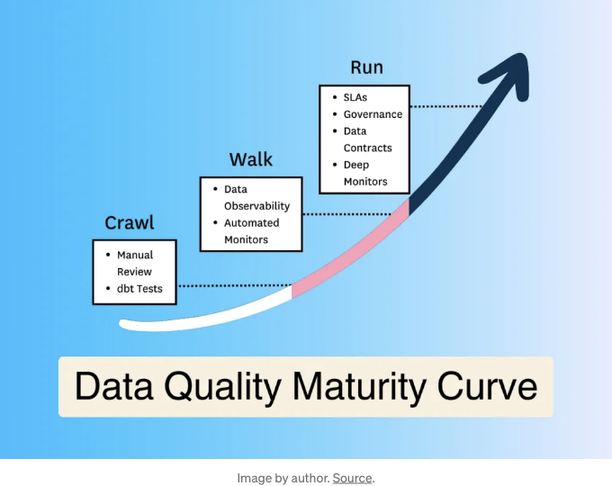 Run
• SLAs
• Governance
• Data
Contracts
• Deep
Monitors
Walk
• Data
Observability
• Automated
Monitors
Crawl
• Manual
Review
• dbt Tests
Data Quality Maturity Curve
Image by author. Source.